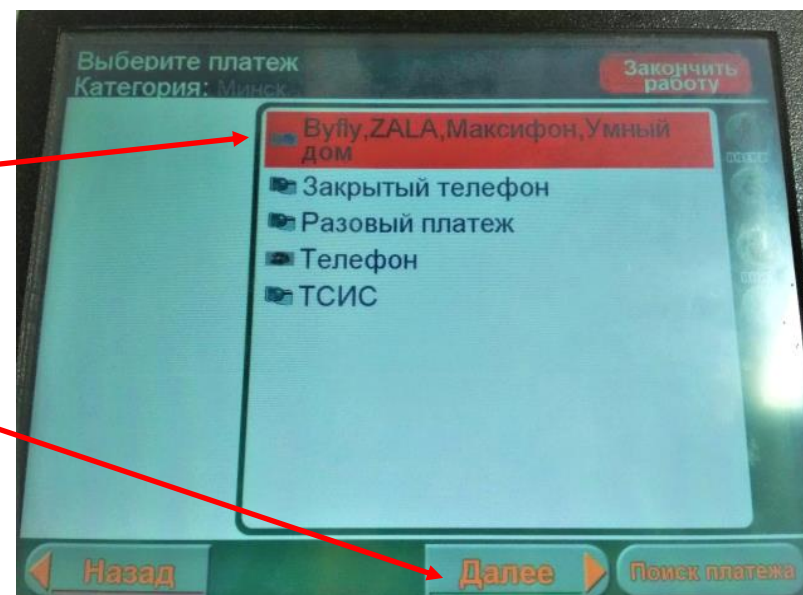 Выберите платеж
Категория: Минск
Закончить
работу
Byfly,ZALA,Максифон,Умный
дом
Закрытый телефон
Разовый платеж
Телефон
ТСИС
Назад
Далее
Поиск платежа